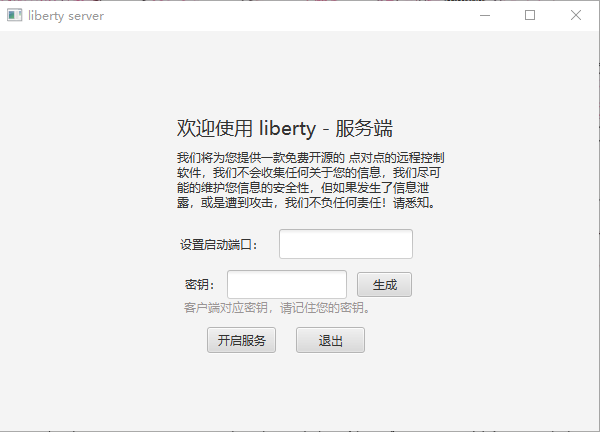 liberty server
欢迎使用 liberty - 服务端
我们将为您提供一款免费开源的 点对点的远程控制
软件，我们不会收集任何关于您的信息，我们尽可
能的维护您信息的安全性，但如果发生了信息泄
露，或是遭到攻击，我们不负任何责任！请悉知。
设置启动端口：
密钥： 生成
客户端对应密钥，请记住您的密钥。
开启服务 退出